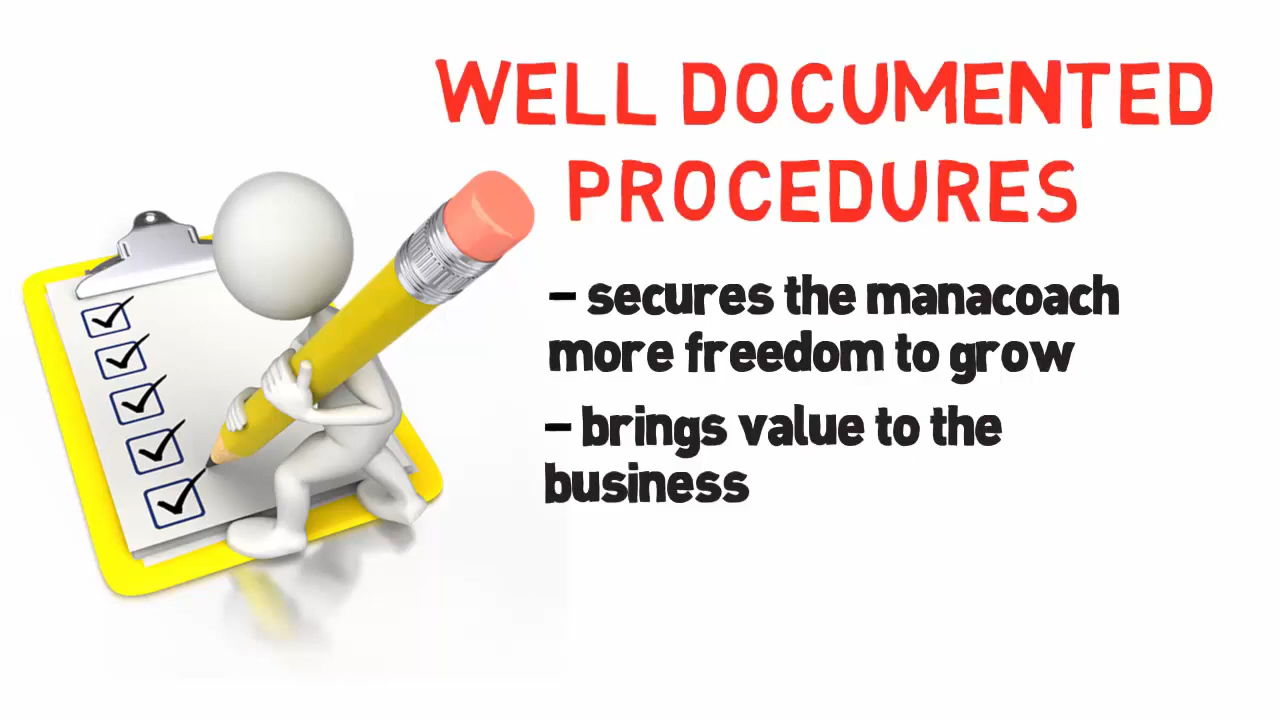 WELL DOCUMENTED
PROCEDURES
– secures the manacoach
more freedom to grow
– brings value to the
business